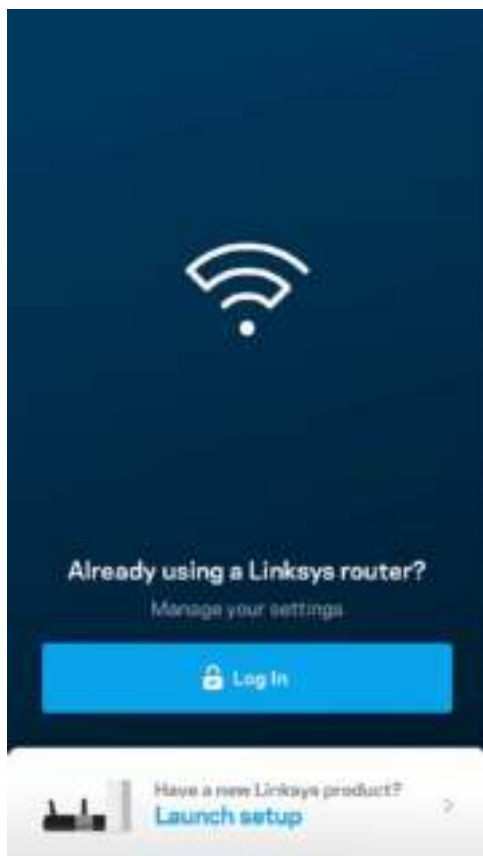 Already using a Linksys router?
Manage your settings
Log In
Have a new Linksys product?
Launch setup